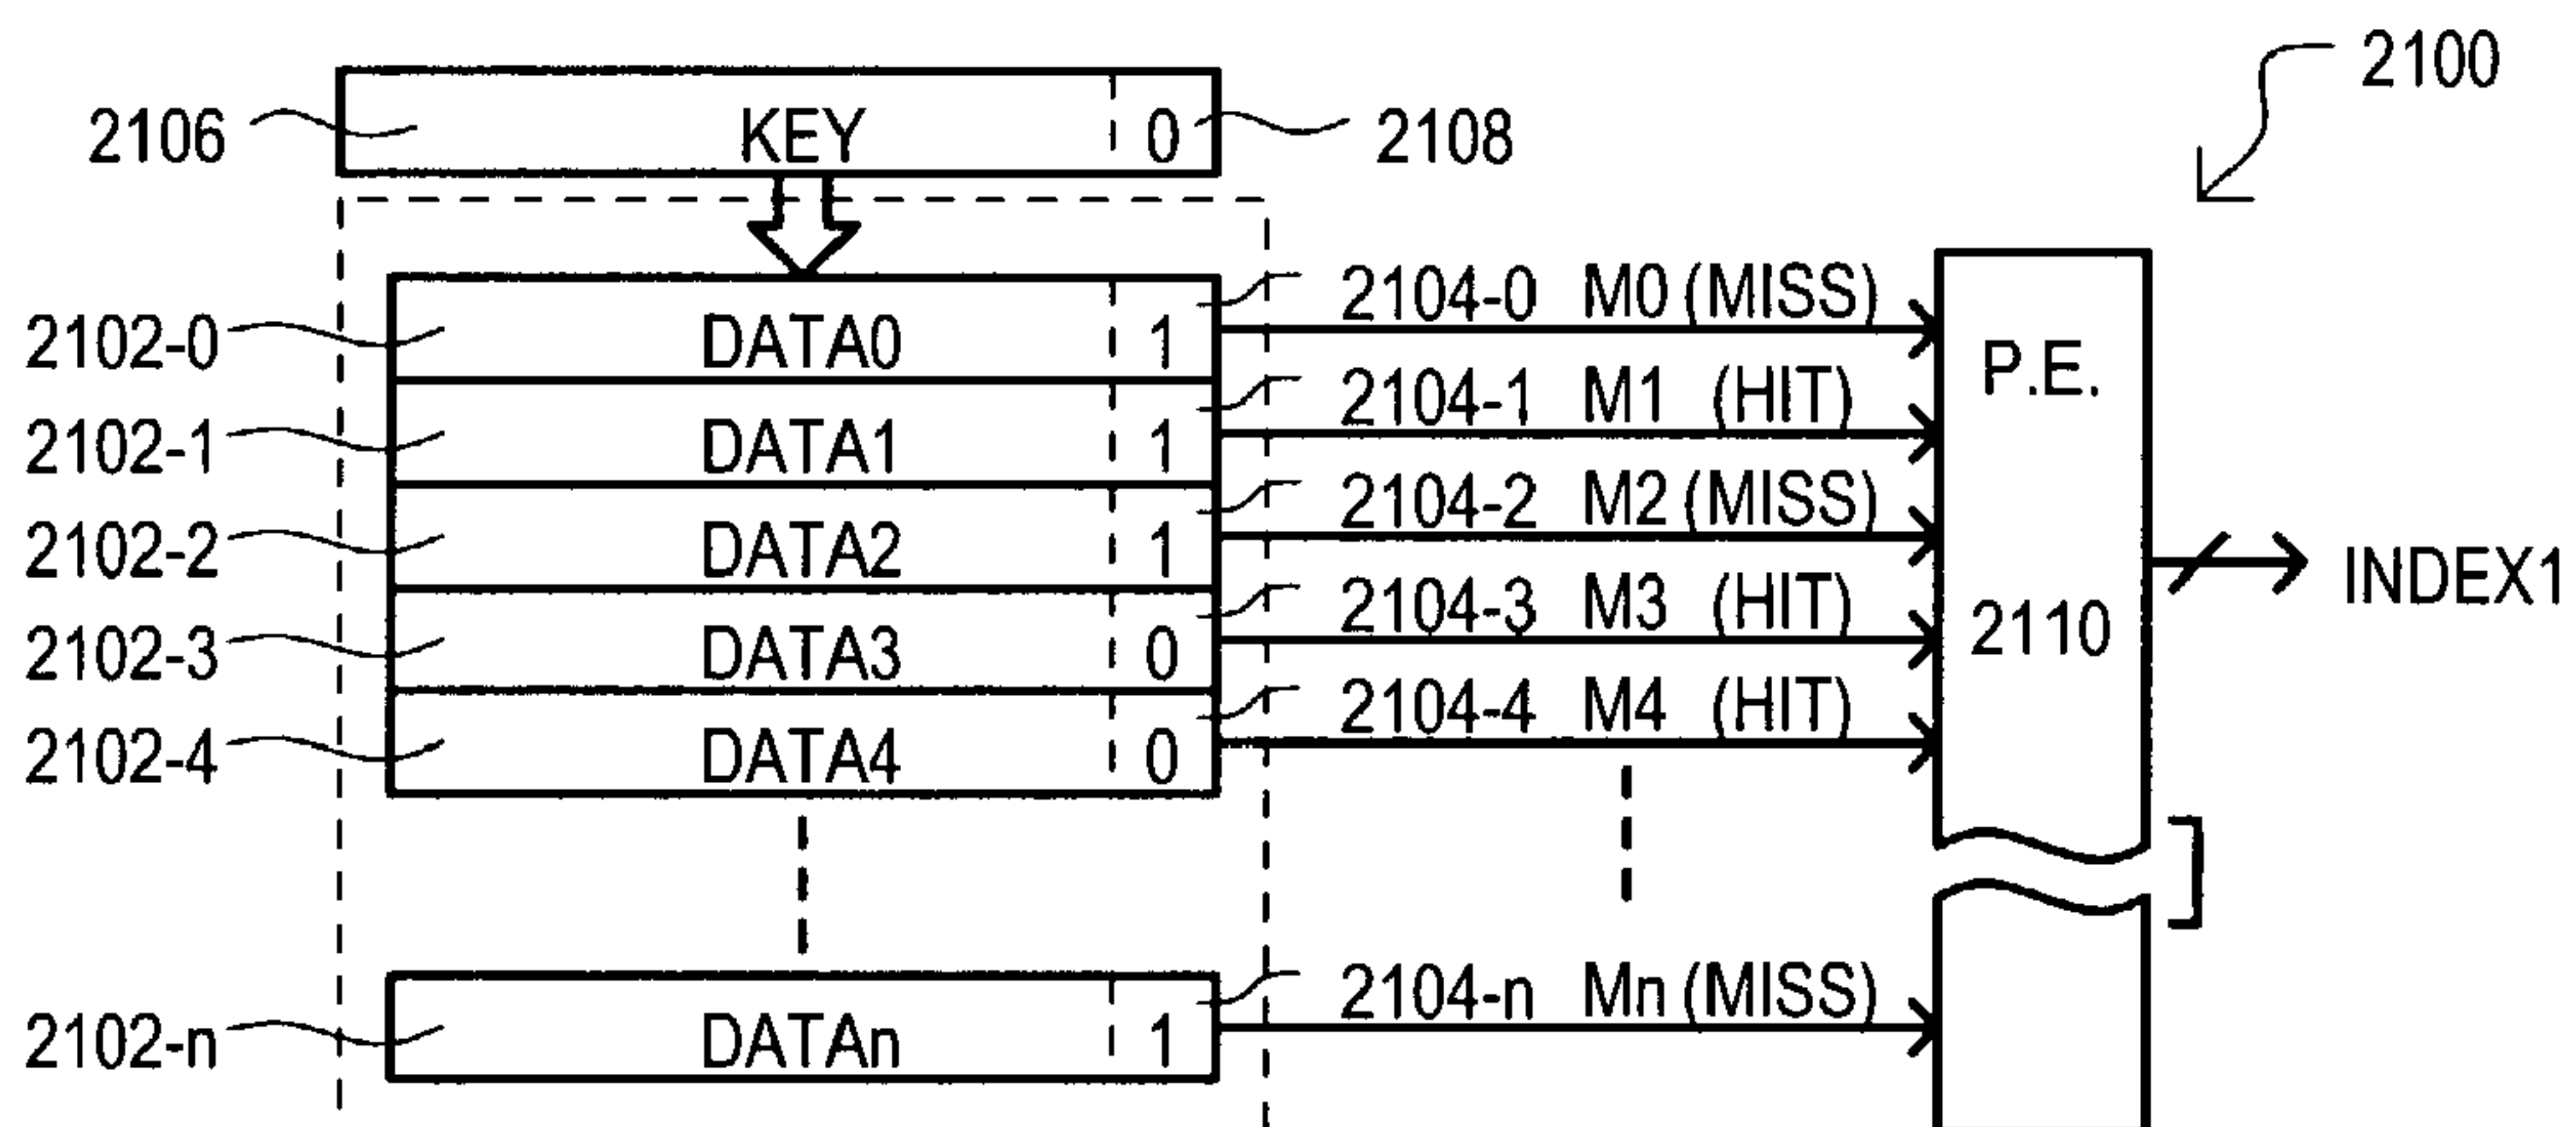 2100
2106 KEY 0 2108
2102-0 DATA0 1 2104-0 M0 (MISS)
P.E.
2102-1 DATA1 1 2104-1 M1 (HIT)
2102-2 DATA2 1 2104-2 M2 (MISS)
INDEX1
2102-3 DATA3 0 2104-3 M3 (HIT)
2110
2102-4 DATA4 0 2104-4 M4 (HIT)
2102-n DATAn 1 2104-n Mn (MISS)